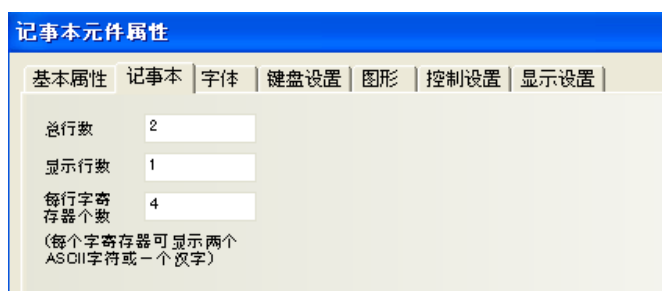 记事本元件属性
基本属性 记事本 字体 键盘设置 图形 控制设置 显示设置
总行数 2
显示行数 1
每行字寄
存器个数 4
(每个字寄存器可显示两个
ASCII字符或一个汉字)